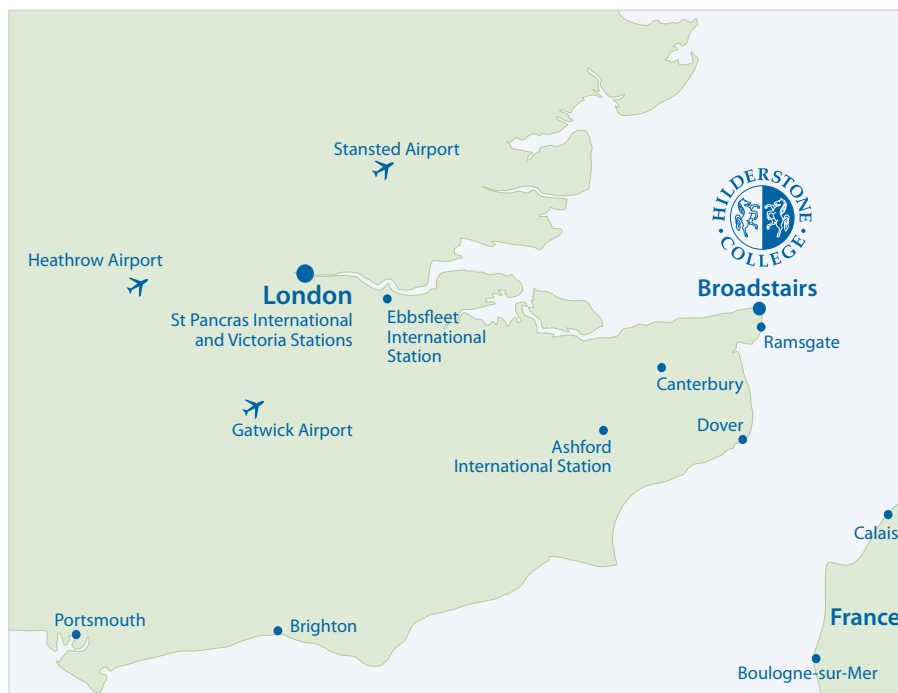 Stansted Airport
HILDERSTONE
COLLEGE
Heathrow Airport
London
St Pancras International
and Victoria Stations
Ebbsfleet
International
Station
Broadstairs
Ramsgate
Canterbury
Gatwick Airport
Dover
Ashford
International Station
Calais
Portsmouth
Brighton
France
Boulogne-sur-Mer